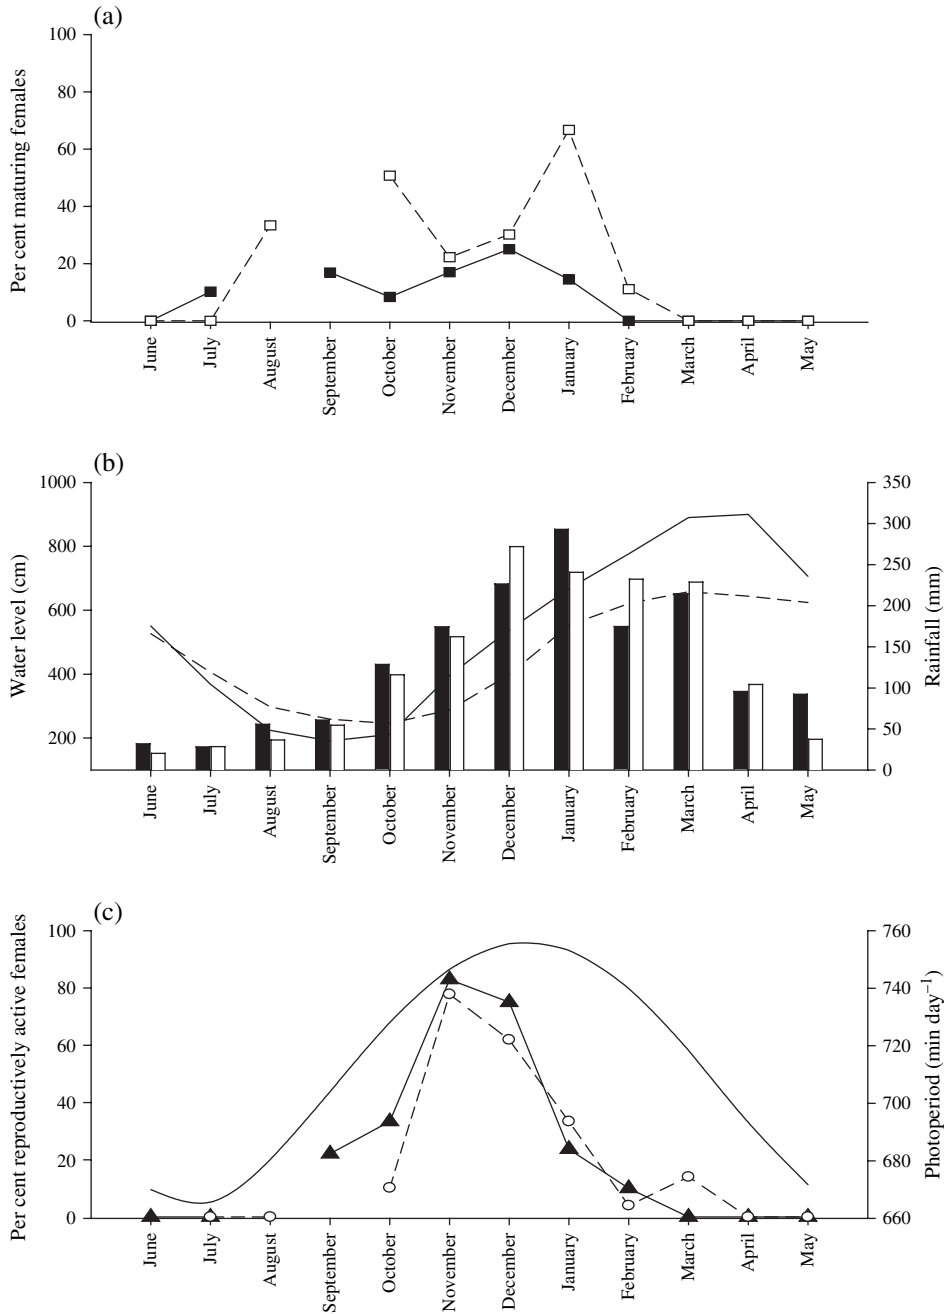 (a)
Per cent maturing females
100
80
60
40
20
0
June
July
August
September
October
November
December
January
February
March
April
May
(b)
Water level (cm)
1000
800
600
400
200
350
300
250
200
150
100
50
0
Rainfall (mm)
June
July
August
September
October
November
December
January
February
March
April
May
(c)
Per cent reproductively active females
100
80
60
40
20
0
760
740
720
700
680
660
Photoperiod (min day⁻¹)
June
July
August
September
October
November
December
January
February
March
April
May